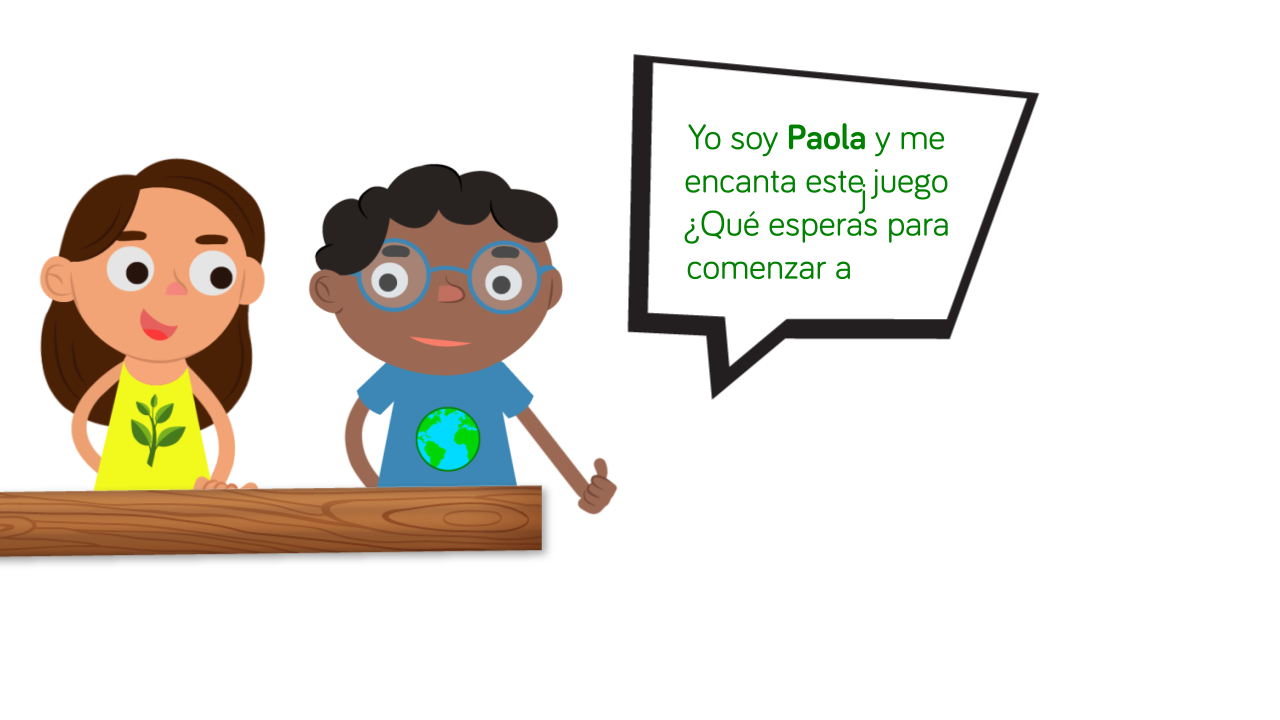 Yo soy Paola y me
encanta este juego
j
¿Qué esperas para
comenzar a